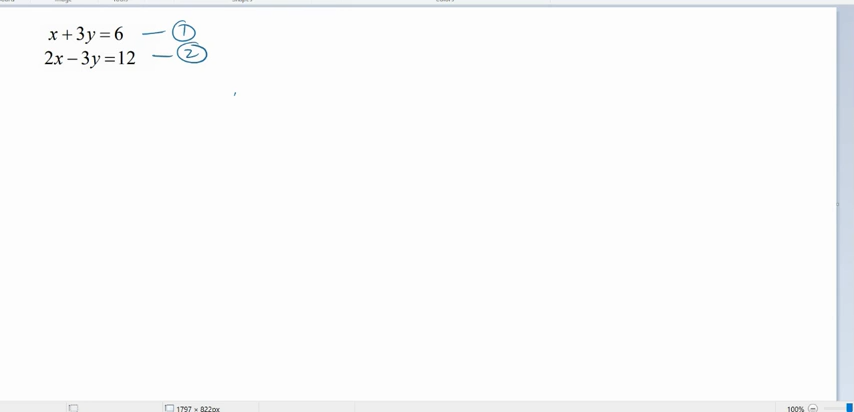 x + 3y = 6 — ①
2x − 3y = 12 — ②
1797 × 822px
100%